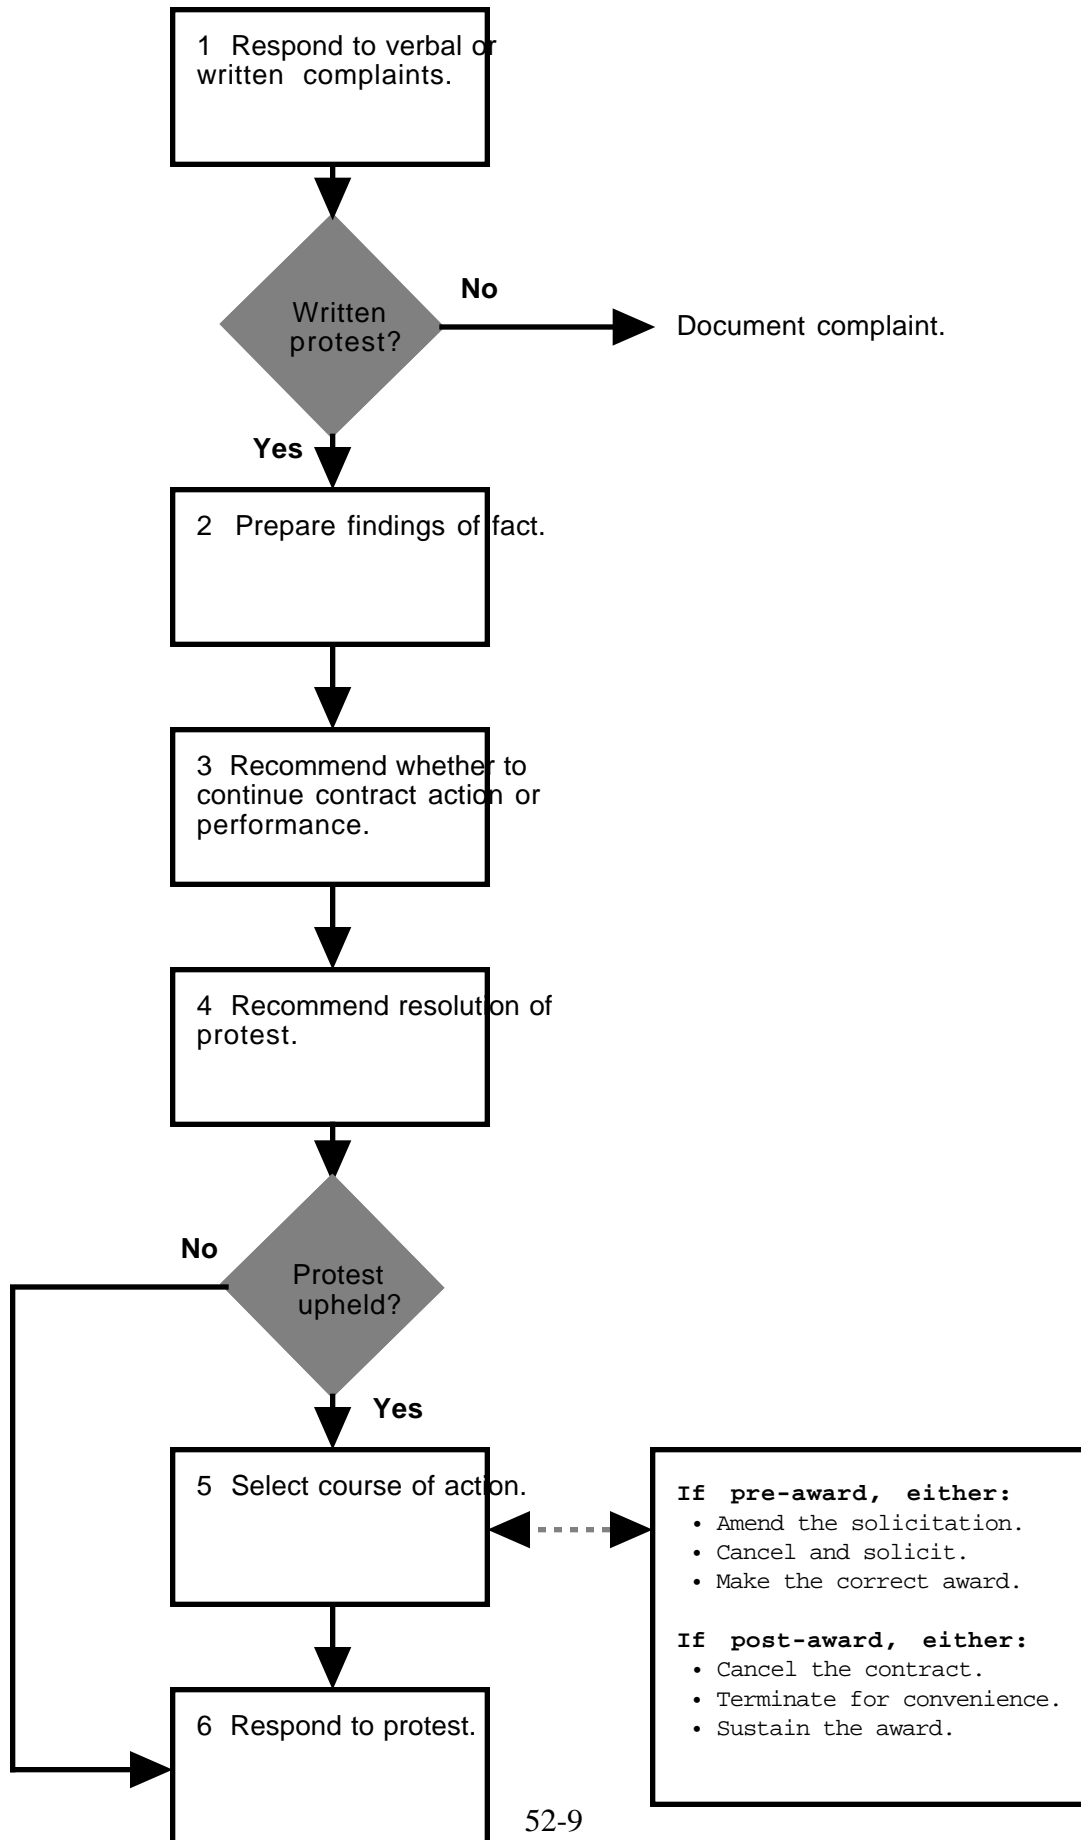 1 Respond to verbal or
written complaints.
No
Written
protest?
Document complaint.
Yes
2 Prepare findings of fact.
3 Recommend whether to
continue contract action or
performance.
4 Recommend resolution of
protest.
No
Protest
upheld?
Yes
5 Select course of action.
If pre-award, either:
• Amend the solicitation.
• Cancel and solicit.
• Make the correct award.
If post-award, either:
• Cancel the contract.
• Terminate for convenience.
• Sustain the award.
6 Respond to protest.
52-9